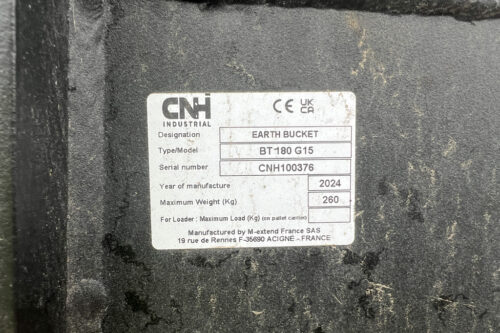 CNH
INDUSTRIAL
CE UK CA
Designation EARTH BUCKET
Type/Model BT 180 G15
Serial number CNH100376
Year of manufacture 2024
Maximum Weight (Kg) 260
For Loader : Maximum Load (Kg) (on pallet carrier)
Manufactured by M-extend France SAS
19 rue de Rennes F-35690 ACIGNE - FRANCE